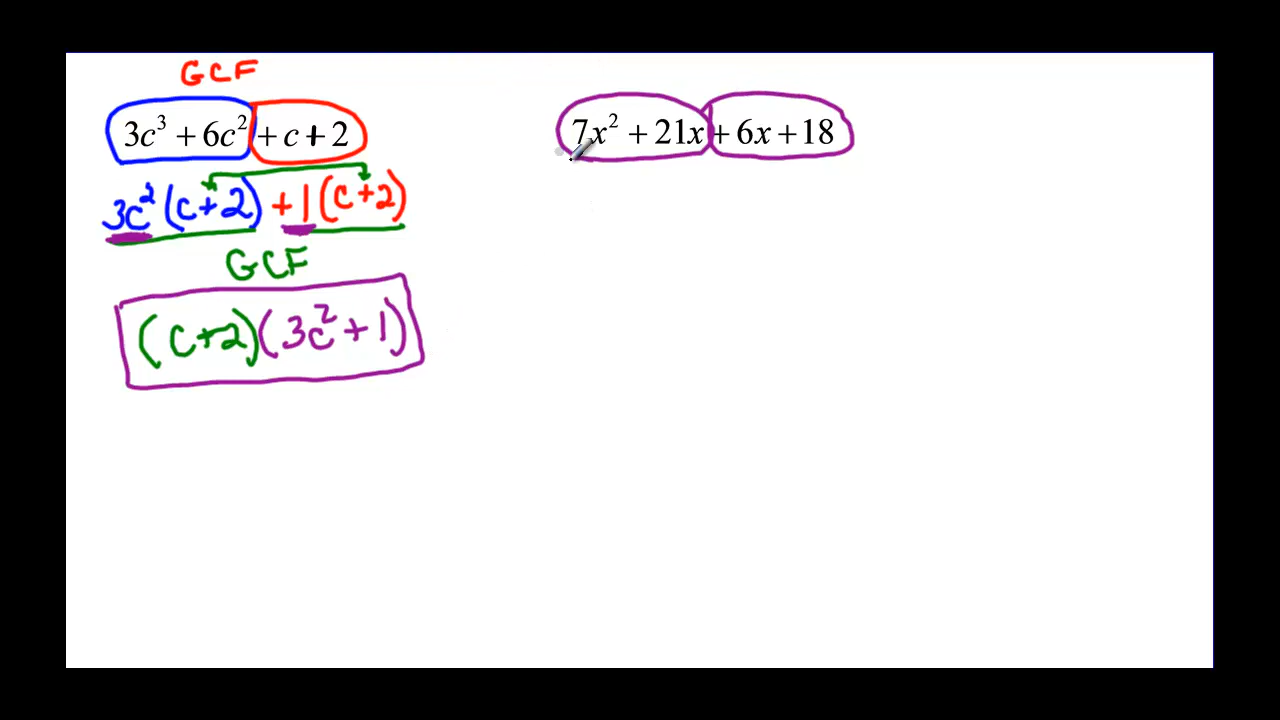 GCF
3c³ + 6c² + c + 2
3c² (c+2) +1 (c+2)
GCF
(c+2)(3c² + 1)
7x² + 21x + 6x + 18